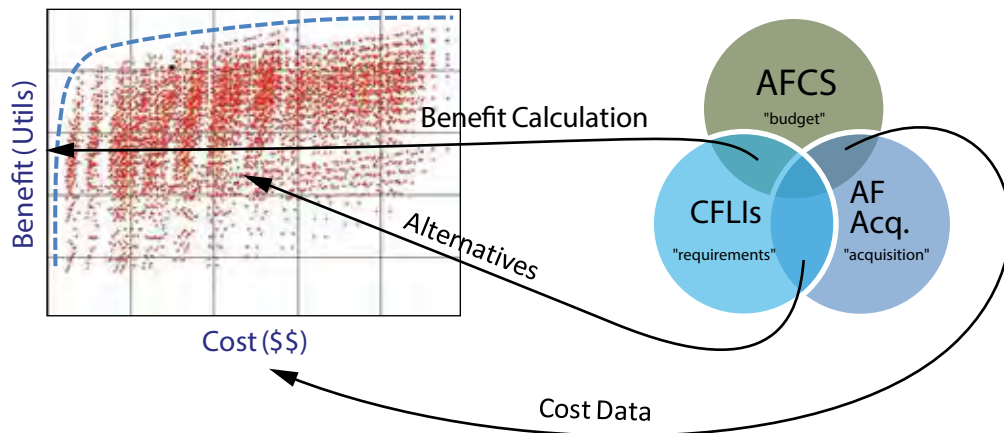 Benefit (Utils)
Cost ($$)
Benefit Calculation
Alternatives
Cost Data
AFCS
"budget"
CFLIs
"requirements"
AF
Acq.
"acquisition"